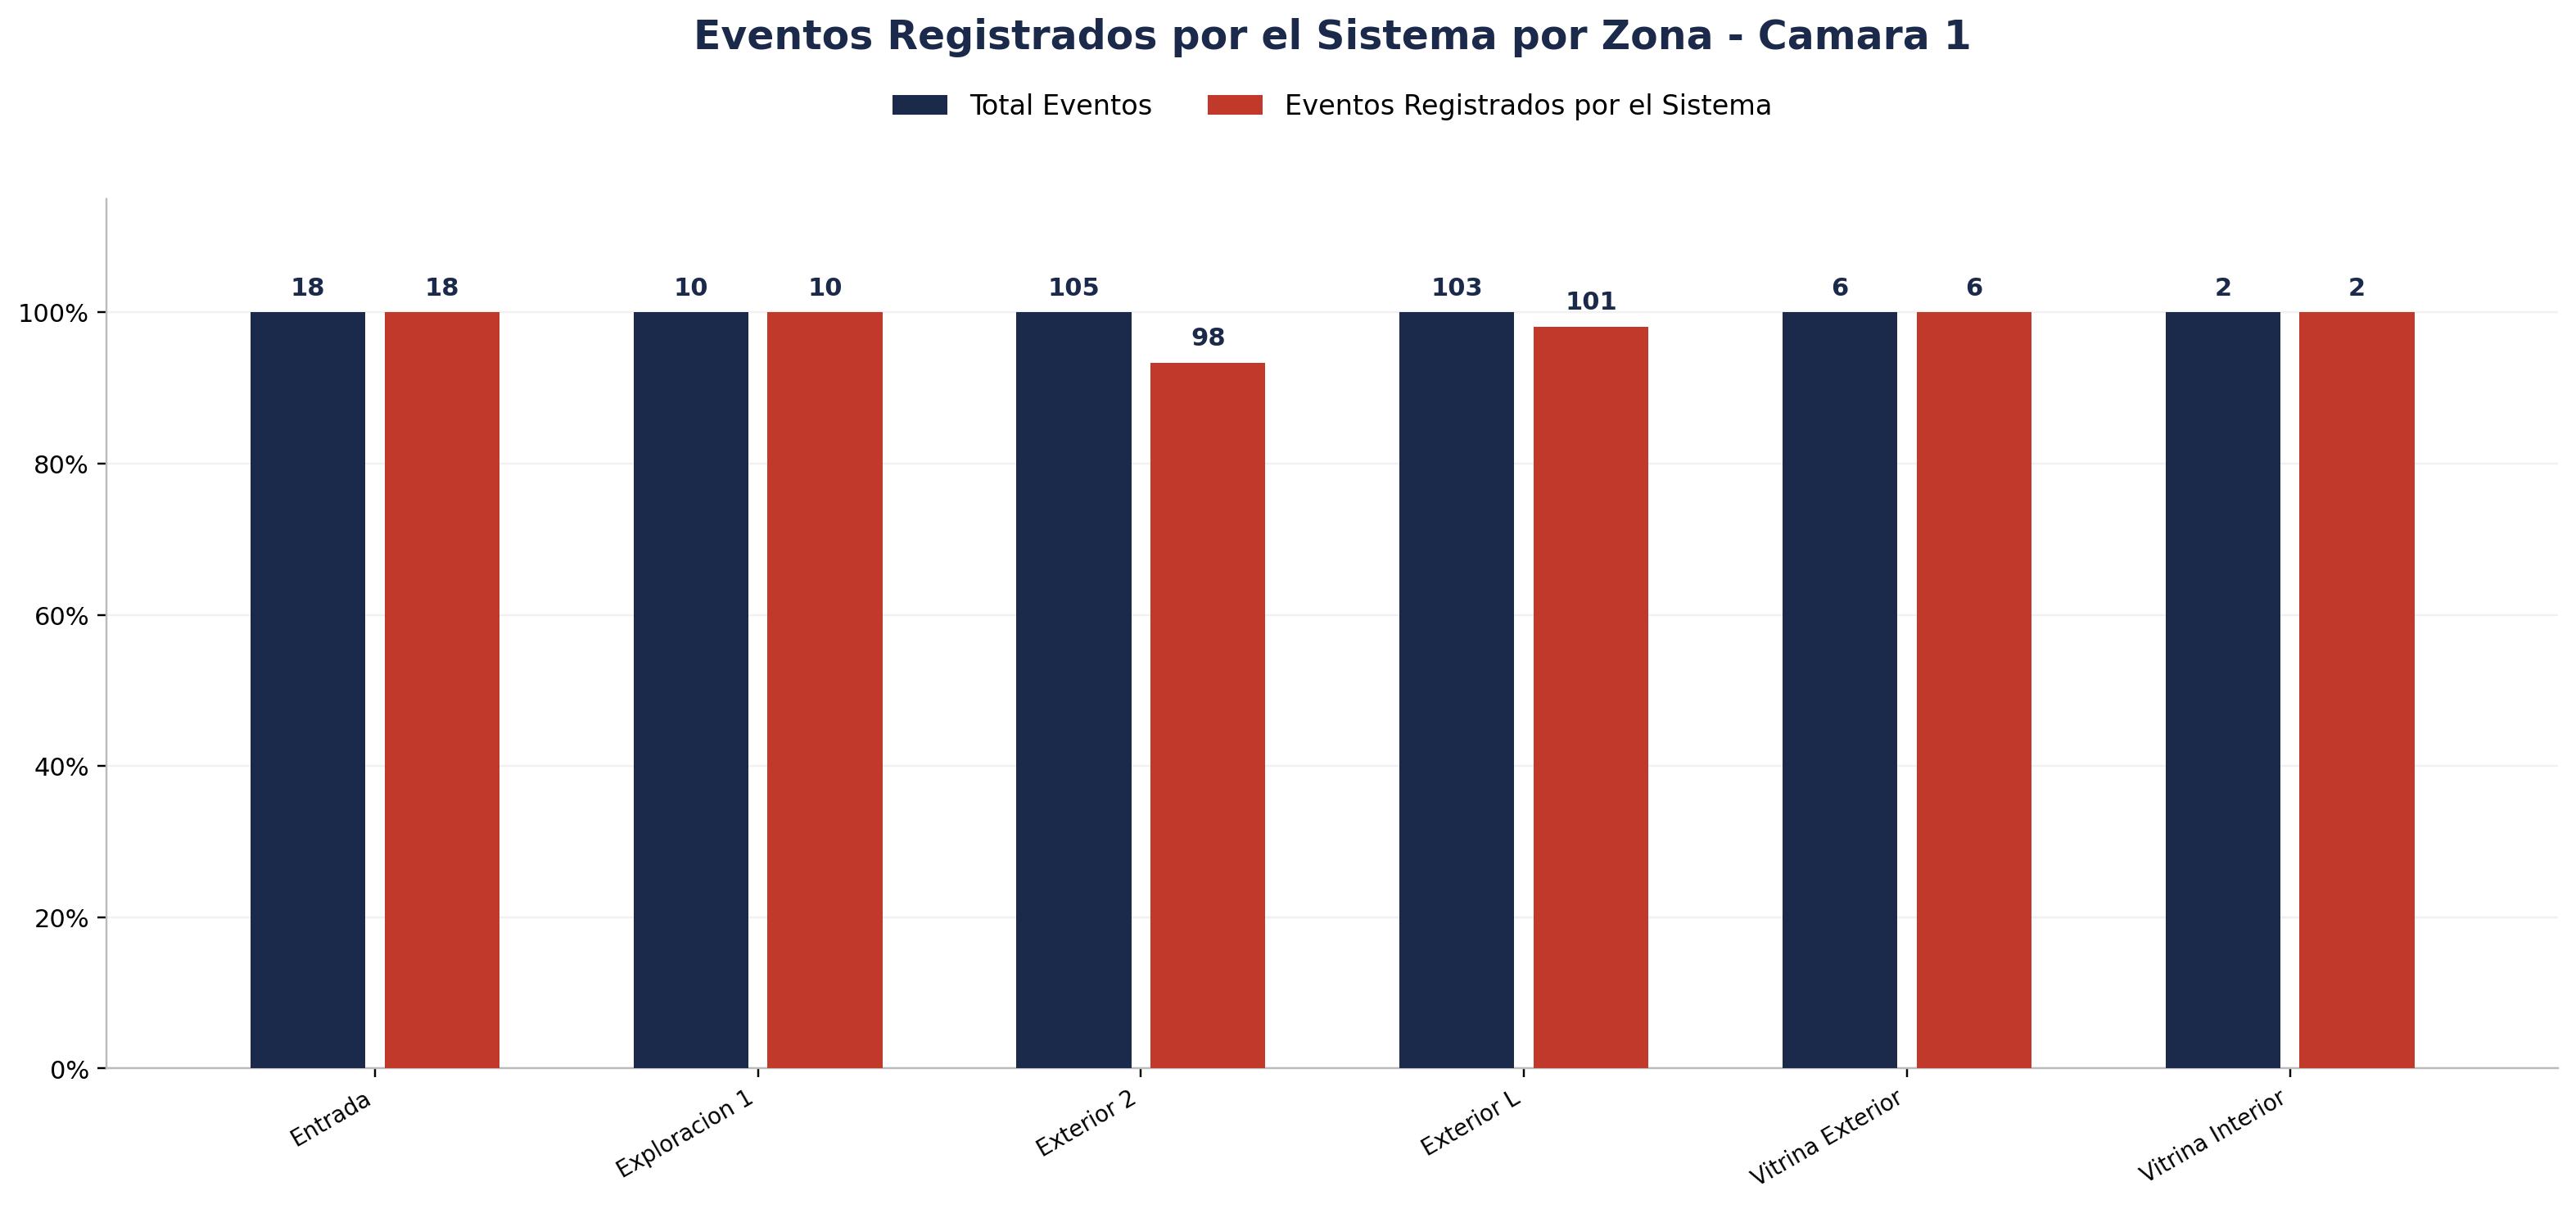 Eventos Registrados por el Sistema por Zona - Camara 1
Total Eventos
Eventos Registrados por el Sistema
18
18
10
10
105
98
103
101
6
6
2
2
100%
80%
60%
40%
20%
0%
Entrada
Exploracion 1
Exterior 2
Exterior L
Vitrina Exterior
Vitrina Interior